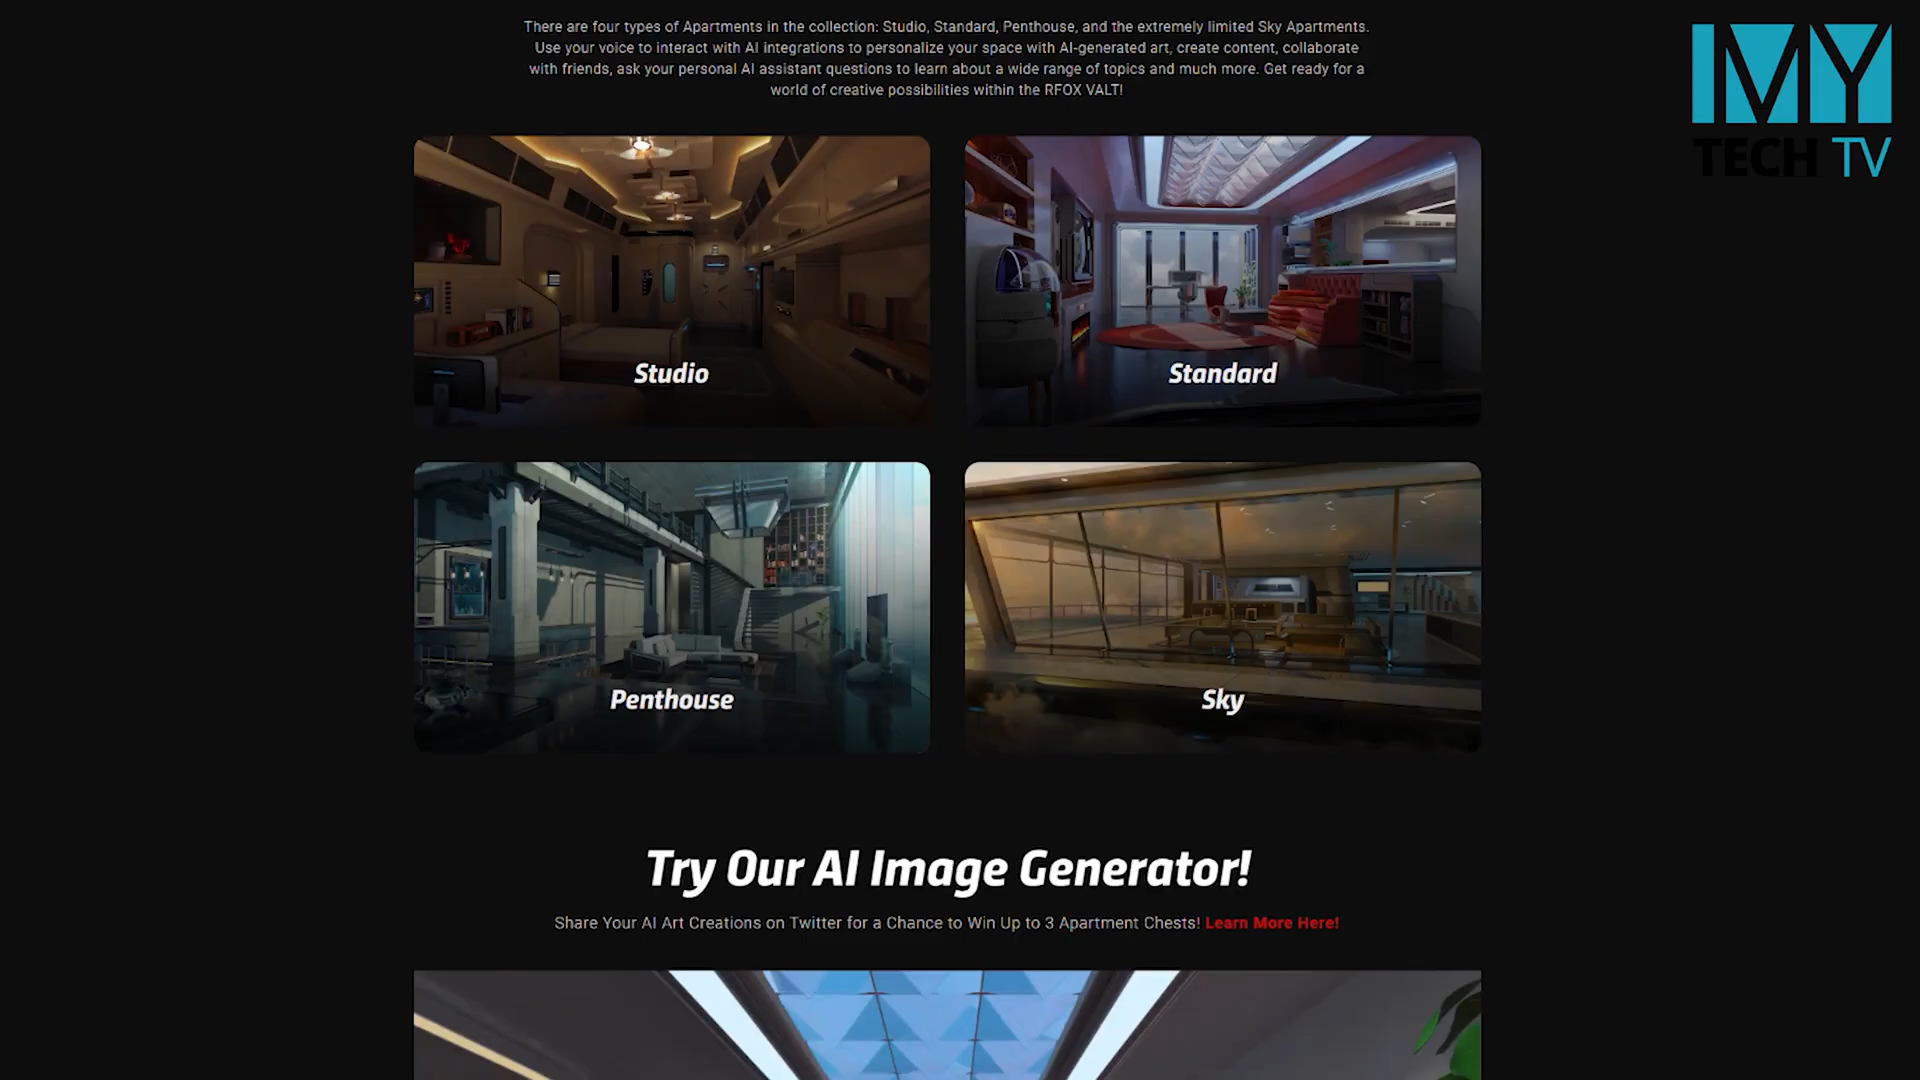 There are four types of Apartments in the collection: Studio, Standard, Penthouse, and the extremely limited Sky Apartments.
Use your voice to interact with AI integrations to personalize your space with AI-generated art, create content, collaborate
with friends, ask your personal AI assistant questions to learn about a wide range of topics and much more. Get ready for a
world of creative possibilities within the RFOX VALT!
IVY
TECH TV
Studio
Standard
Penthouse
Sky
Try Our AI Image Generator!
Share Your AI Art Creations on Twitter for a Chance to Win Up to 3 Apartment Chests! Learn More Here!